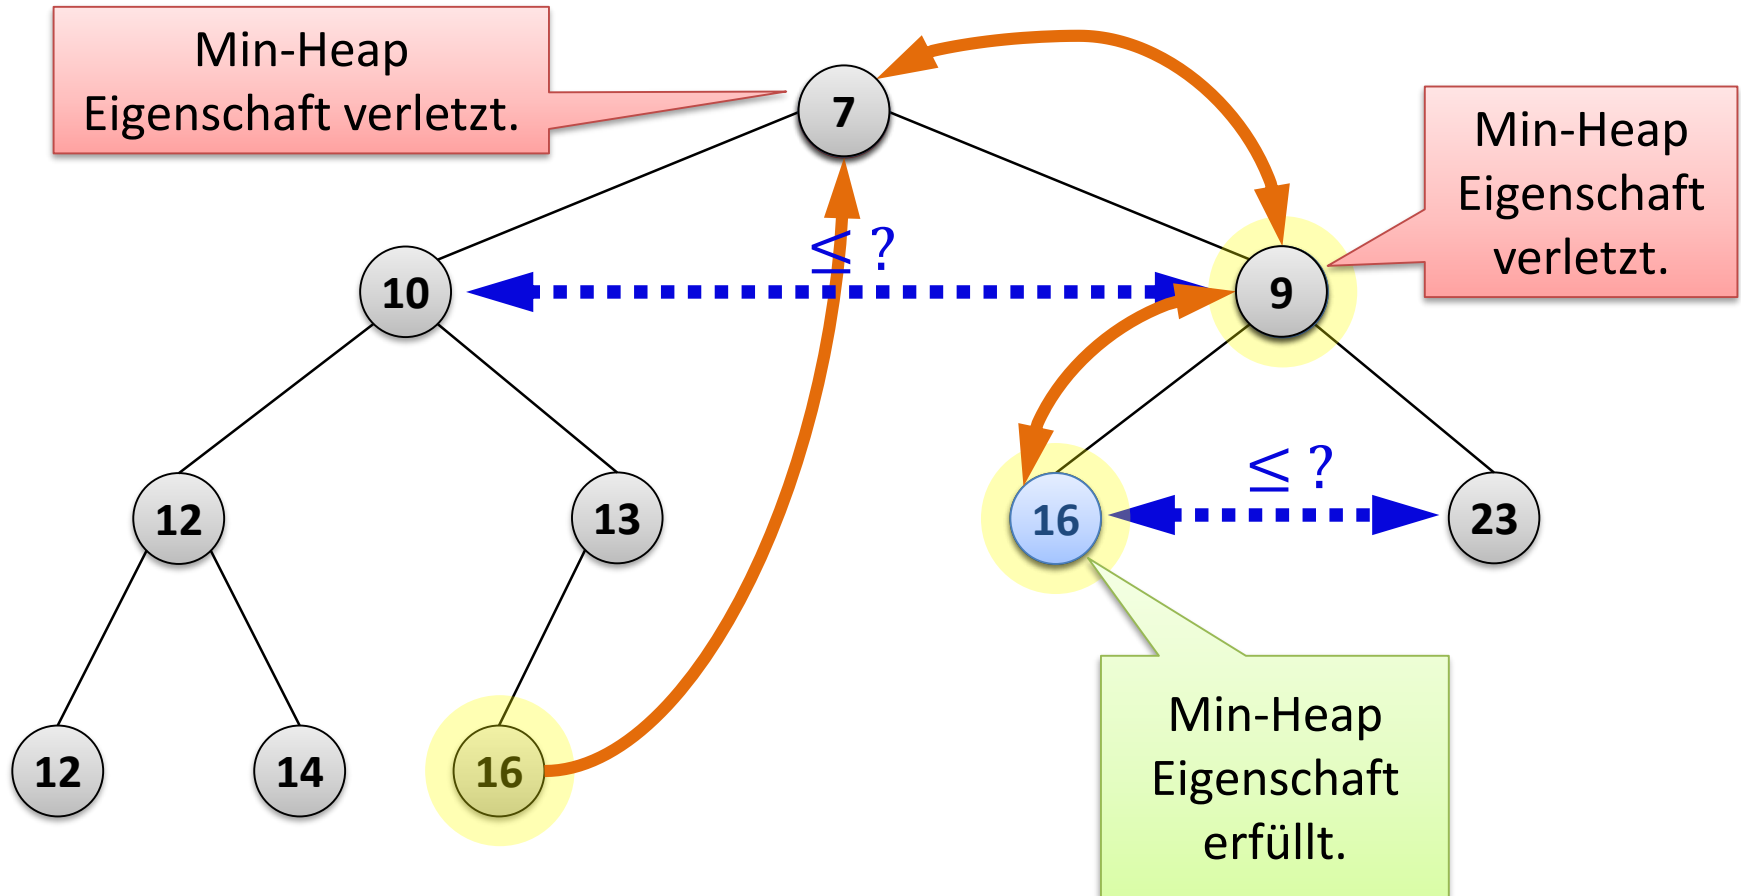 Min-Heap
Eigenschaft verletzt.
7
Min-Heap
Eigenschaft
verletzt.
≤ ?
10
9
≤ ?
12
13
16
23
12
14
16
Min-Heap
Eigenschaft
erfüllt.